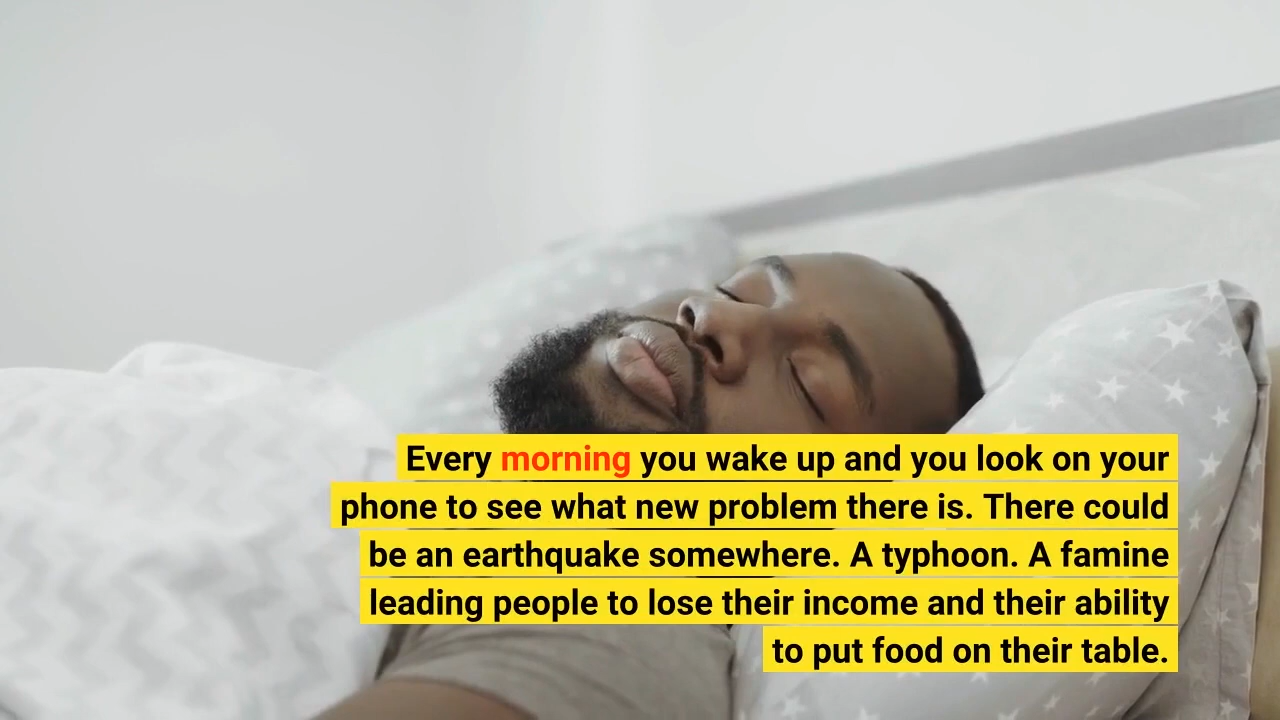 Every morning you wake up and you look on your
phone to see what new problem there is. There could
be an earthquake somewhere. A typhoon. A famine
leading people to lose their income and their ability
to put food on their table.